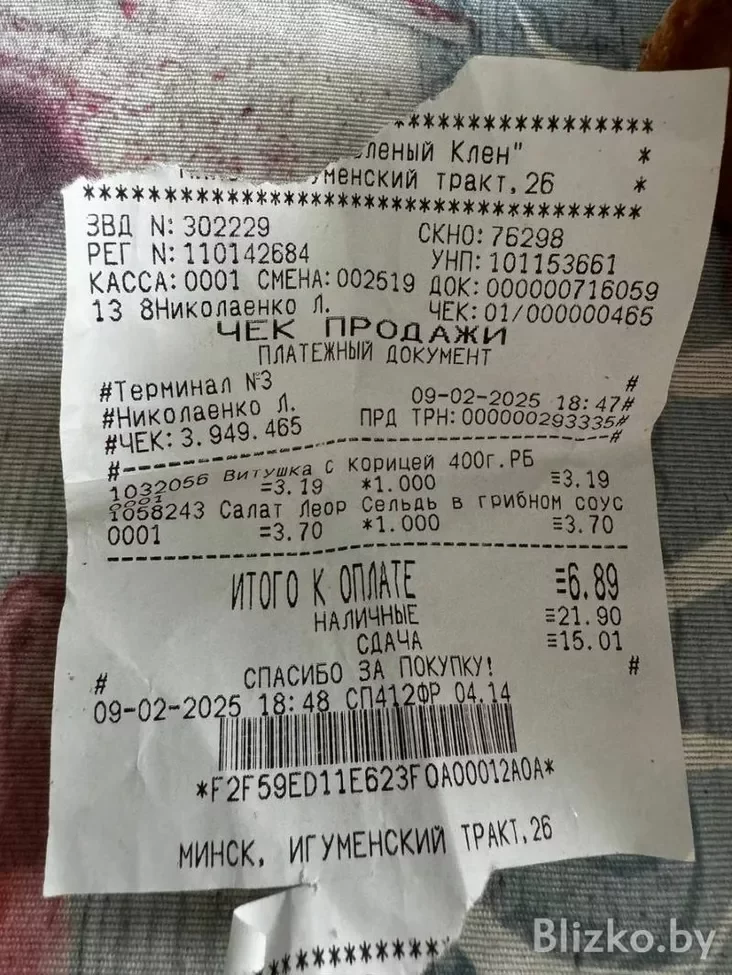 *******************
леный Клен" *
уменский тракт,26 *
****************************************
ЗВД N: 302229 СКНО: 76298
РЕГ N: 110142684 УНП: 101153661
КАССА:0001 СМЕНА:002519 ДОК:000000716059
13 8Николаенко Л. ЧЕК: 01/000000465
ЧЕК ПРОДАЖИ
ПЛАТЕЖНЫЙ ДОКУМЕНТ
#Терминал №3 #
#Николаенко Л. 09-02-2025 18:47#
#ЧЕК: 3.949.465 ПРД ТРН:000000293335#
#--------------------------------------#
1032056 Витушка с корицей 400г.РБ
0001 =3.19 *1.000 ≡3.19
1058243 Салат Леор Сельдь в грибном соус
0001 =3.70 *1.000 ≡3.70
----------------------------------------
ИТОГО К ОПЛАТЕ ≡6.89
НАЛИЧНЫЕ ≡21.90
СДАЧА ≡15.01
# СПАСИБО ЗА ПОКУПКУ! #
09-02-2025 18:48 СП412ФР 04.14
*F2F59ED11E623F0A00012A0A*
МИНСК, ИГУМЕНСКИЙ ТРАКТ,26
***********
Blizko.by